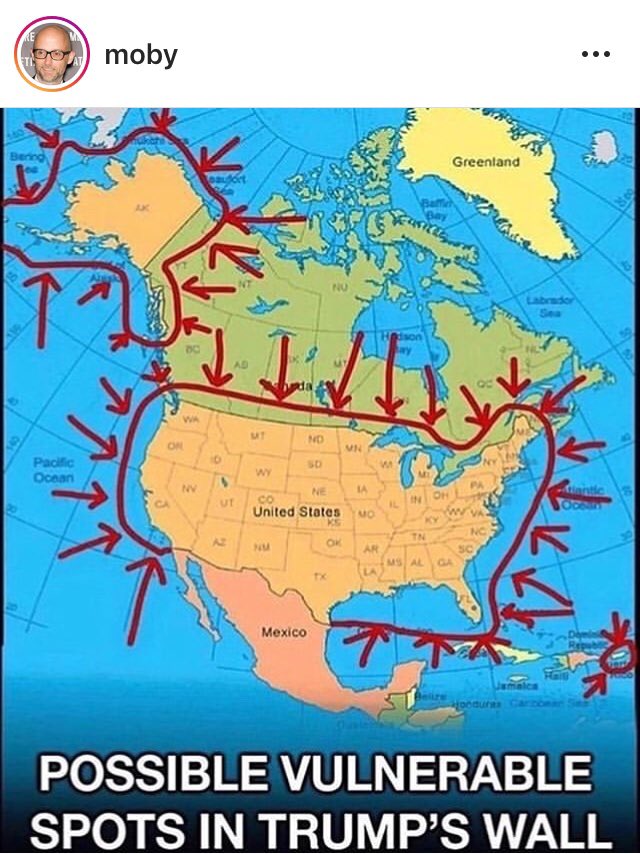 moby
Greenland
Bering
Sea
Beaufort
Sea
AK
Baffin
Bay
YT
NT
NU
Labrador
Sea
Hudson
Bay
BC
AB
SK
MT
Canada
QC
NL
WA
MT
ND
MN
ME
OR
ID
SD
WI
MI
NY
WY
Pacific
Ocean
NV
NE
IA
IL
IN
OH
PA
Atlantic
Ocean
UT
CO
United States
KS
MO
WV
VA
KY
CA
AZ
NM
OK
AR
TN
NC
SC
MS
AL
GA
LA
TX
Mexico
Dominican
Republic
Puerto
Rico
Haiti
Jamaica
Belize
Honduras
Caribbean Sea
POSSIBLE VULNERABLE
SPOTS IN TRUMP'S WALL